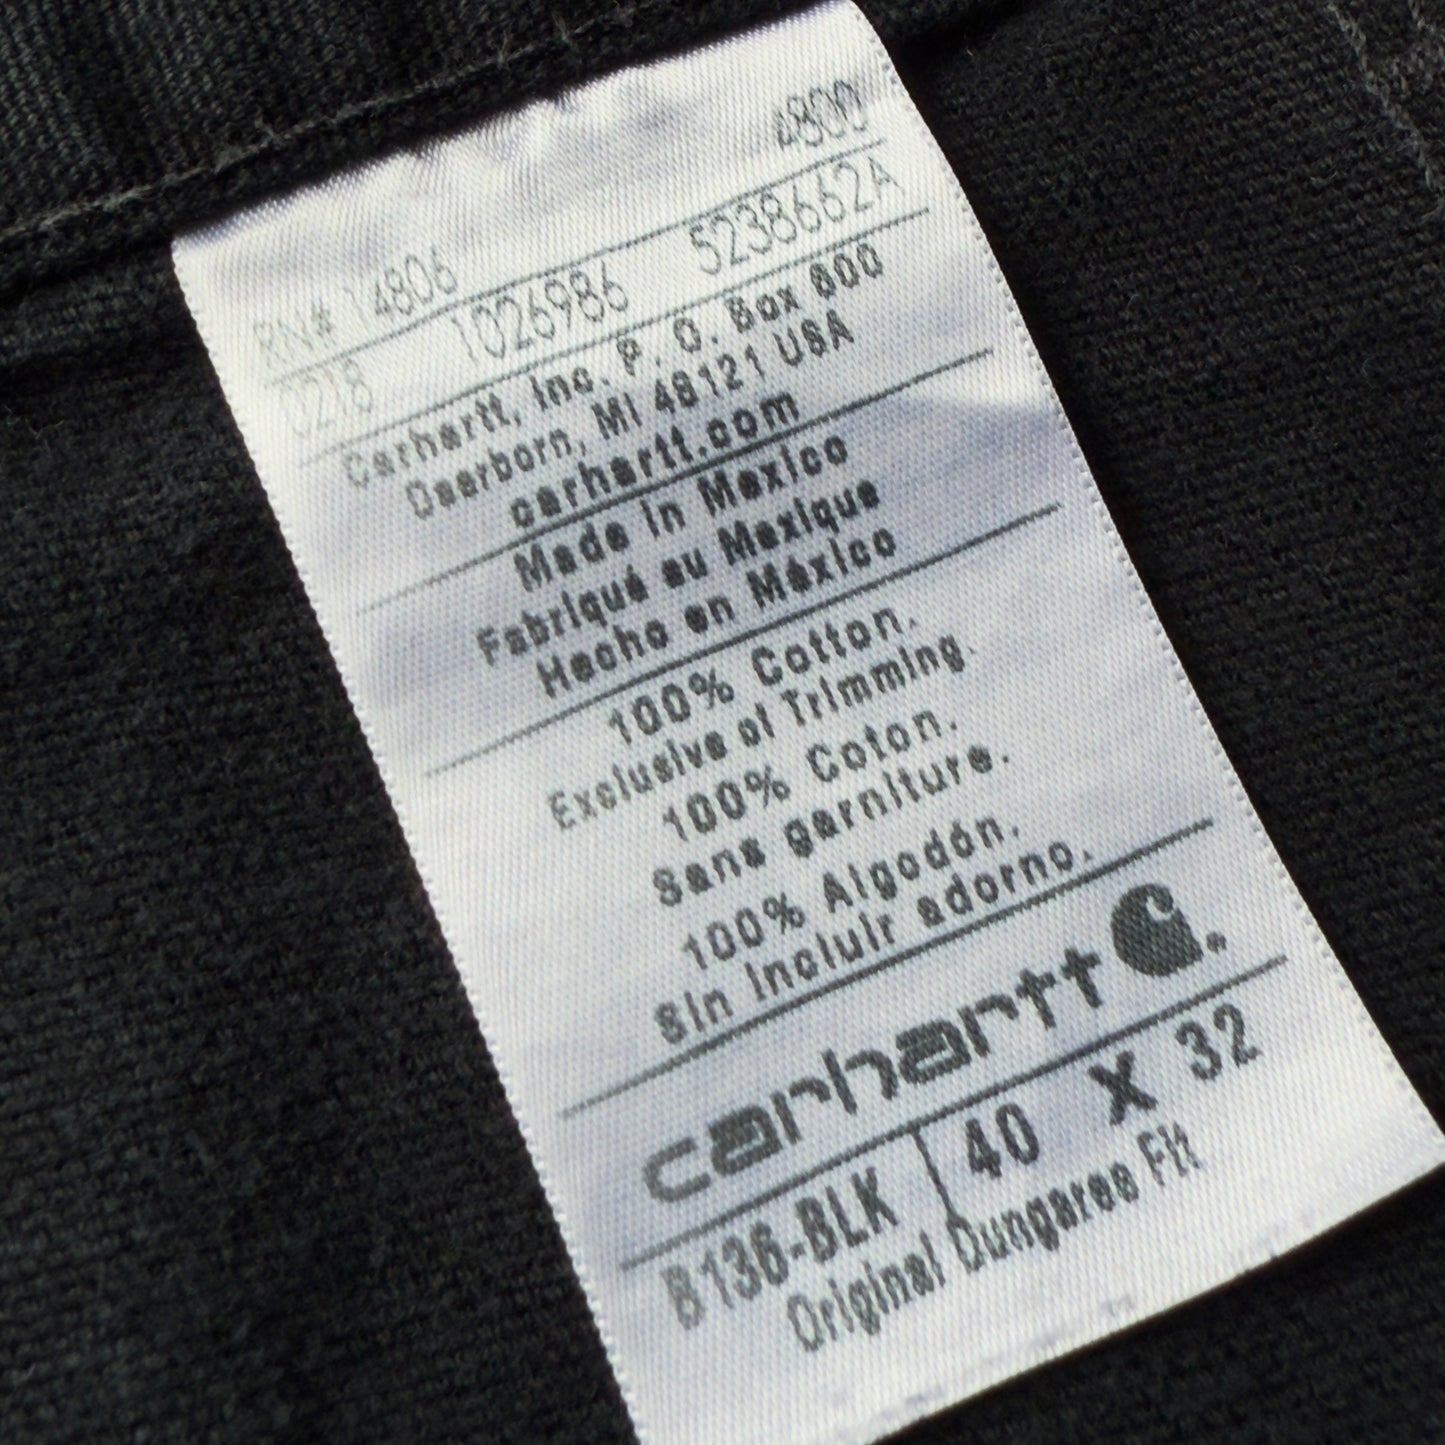 RN# 14806 4800
0218 1026986 5238662A
Carhartt, Inc. P. O. Box 600
Dearborn, MI 48121 USA
carhartt.com
Made in Mexico
Fabriqué au Mexique
Hecho en México
100% Cotton.
Exclusive of Trimming.
100% Coton.
Sans garniture.
100% Algodón.
Sin incluir adorno.
carhartt
B136-BLK 40 X 32
Original Dungaree Fit